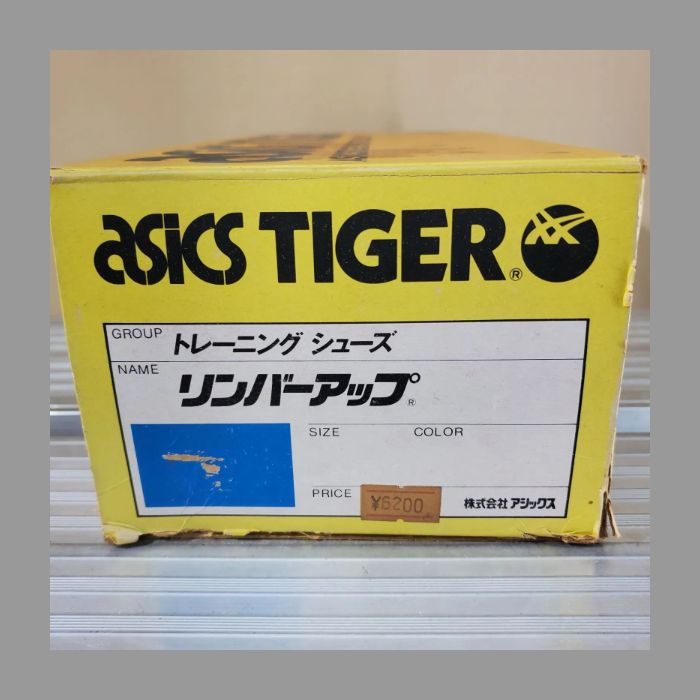 asics TIGER®
GROUP トレーニング シューズ
NAME リンバーアップ®
SIZE COLOR
PRICE ¥6200 株式会社 アシックス